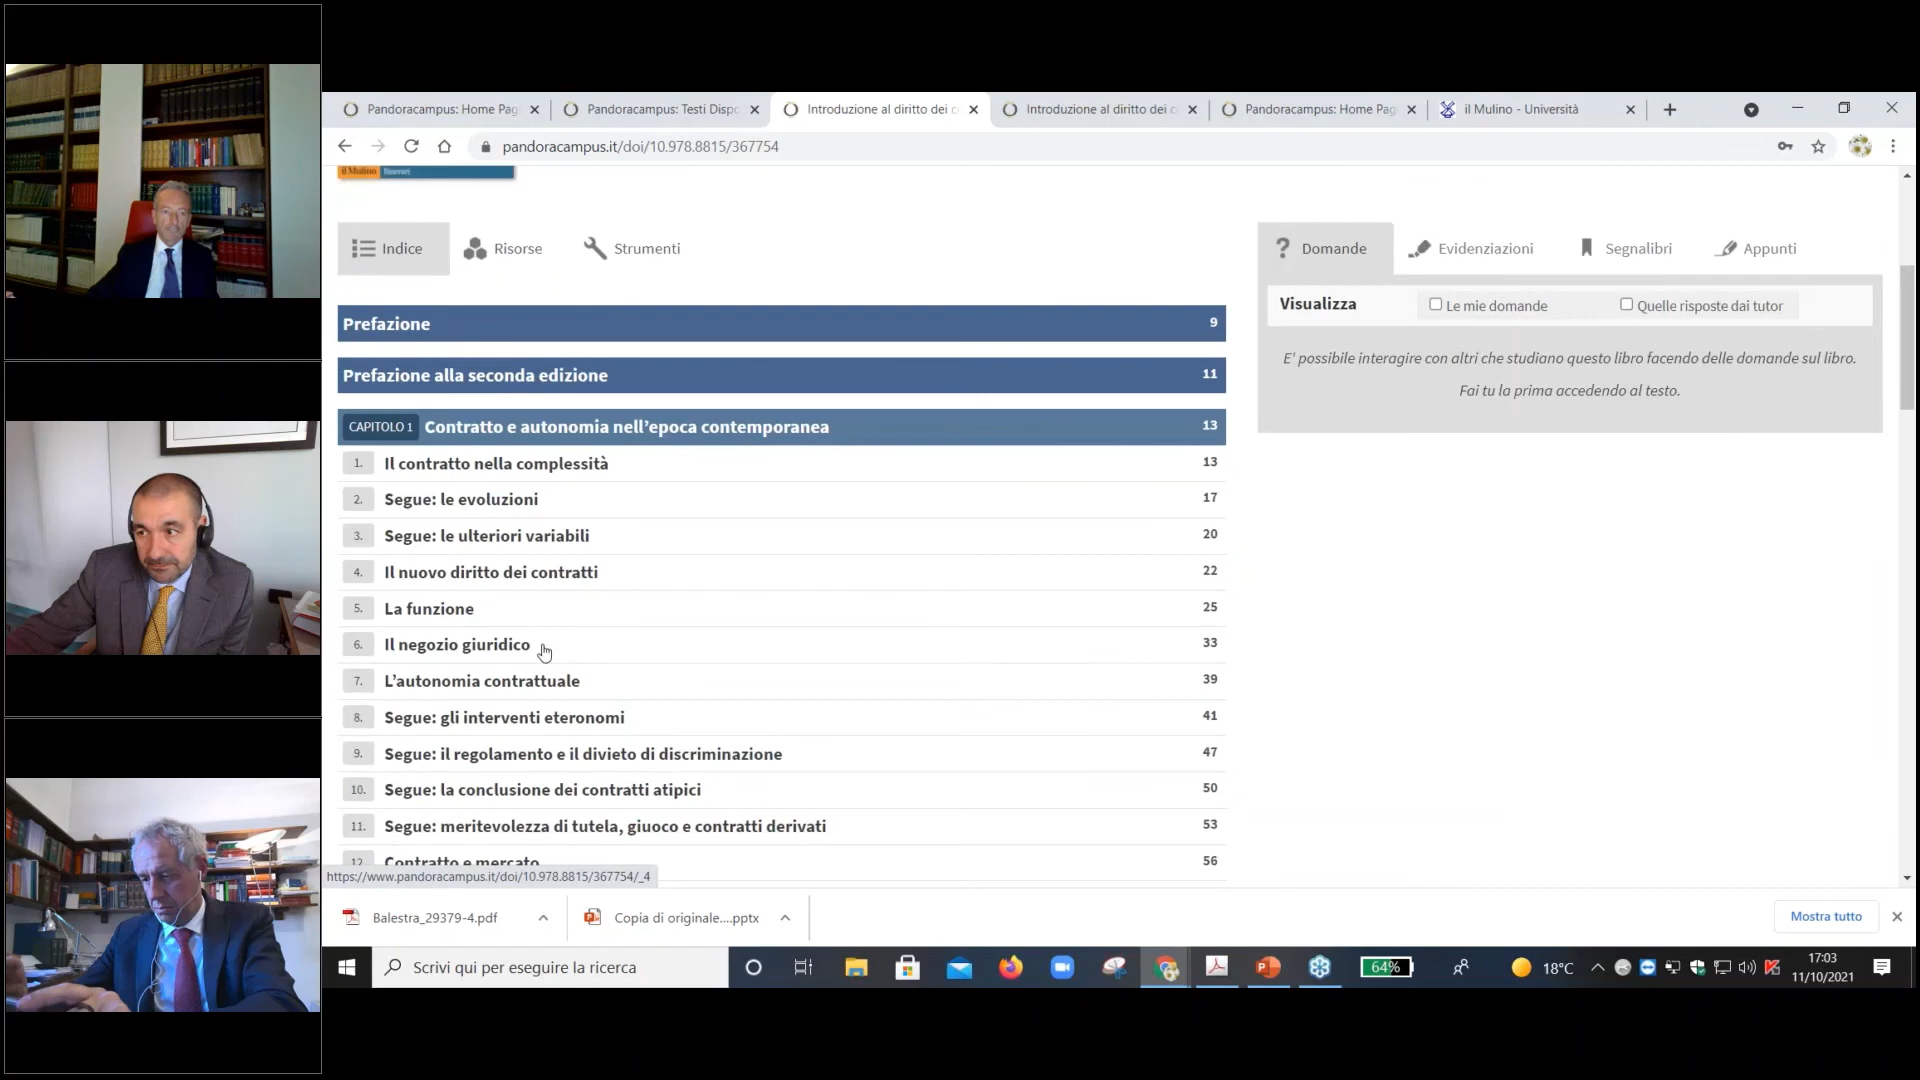 Pandoracampus: Home Pag
Pandoracampus: Testi Dispo
Introduzione al diritto dei c
Introduzione al diritto dei c
Pandoracampus: Home Pag
il Mulino - Università
pandoracampus.it/doi/10.978.8815/367754
il Mulino Itinerari
Indice
Risorse
Strumenti
Domande
Evidenziazioni
Segnalibri
Appunti
Visualizza
Le mie domande
Quelle risposte dai tutor
E' possibile interagire con altri che studiano questo libro facendo delle domande sul libro.
Fai tu la prima accedendo al testo.
Prefazione 9
Prefazione alla seconda edizione 11
CAPITOLO 1 Contratto e autonomia nell’epoca contemporanea 13
1. Il contratto nella complessità 13
2. Segue: le evoluzioni 17
3. Segue: le ulteriori variabili 20
4. Il nuovo diritto dei contratti 22
5. La funzione 25
6. Il negozio giuridico 33
7. L’autonomia contrattuale 39
8. Segue: gli interventi eteronomi 41
9. Segue: il regolamento e il divieto di discriminazione 47
10. Segue: la conclusione dei contratti atipici 50
11. Segue: meritevolezza di tutela, giuoco e contratti derivati 53
12. Contratto e mercato 56
https://www.pandoracampus.it/doi/10.978.8815/367754/_4
Balestra_29379-4.pdf
Copia di originale....pptx
Mostra tutto
Scrivi qui per eseguire la ricerca
64%
18°C
17:03
11/10/2021